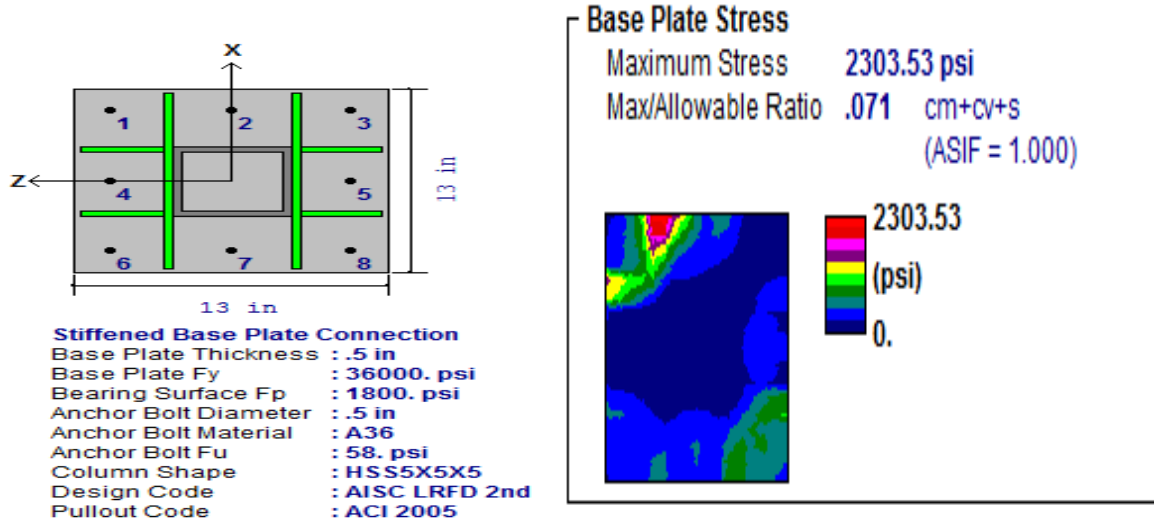 X
1
2
3
Z
4
5
6
7
8
13 in
13 in
Stiffened Base Plate Connection
Base Plate Thickness : .5 in
Base Plate Fy : 36000. psi
Bearing Surface Fp : 1800. psi
Anchor Bolt Diameter : .5 in
Anchor Bolt Material : A36
Anchor Bolt Fu : 58. psi
Column Shape : HSS5X5X5
Design Code : AISC LRFD 2nd
Pullout Code : ACI 2005
Base Plate Stress
Maximum Stress 2303.53 psi
Max/Allowable Ratio .071 cm+cv+s
(ASIF = 1.000)
2303.53
(psi)
0.